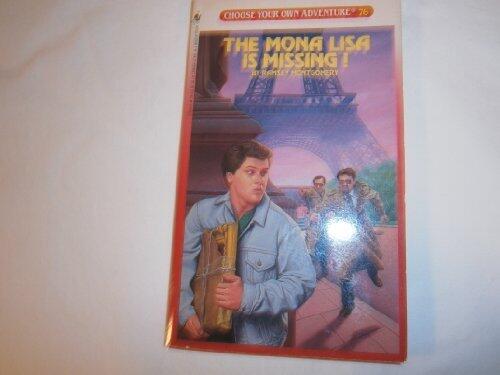 CHOOSE YOUR OWN ADVENTURE® 76
THE MONA LISA
IS MISSING!
BY RAMSEY MONTGOMERY